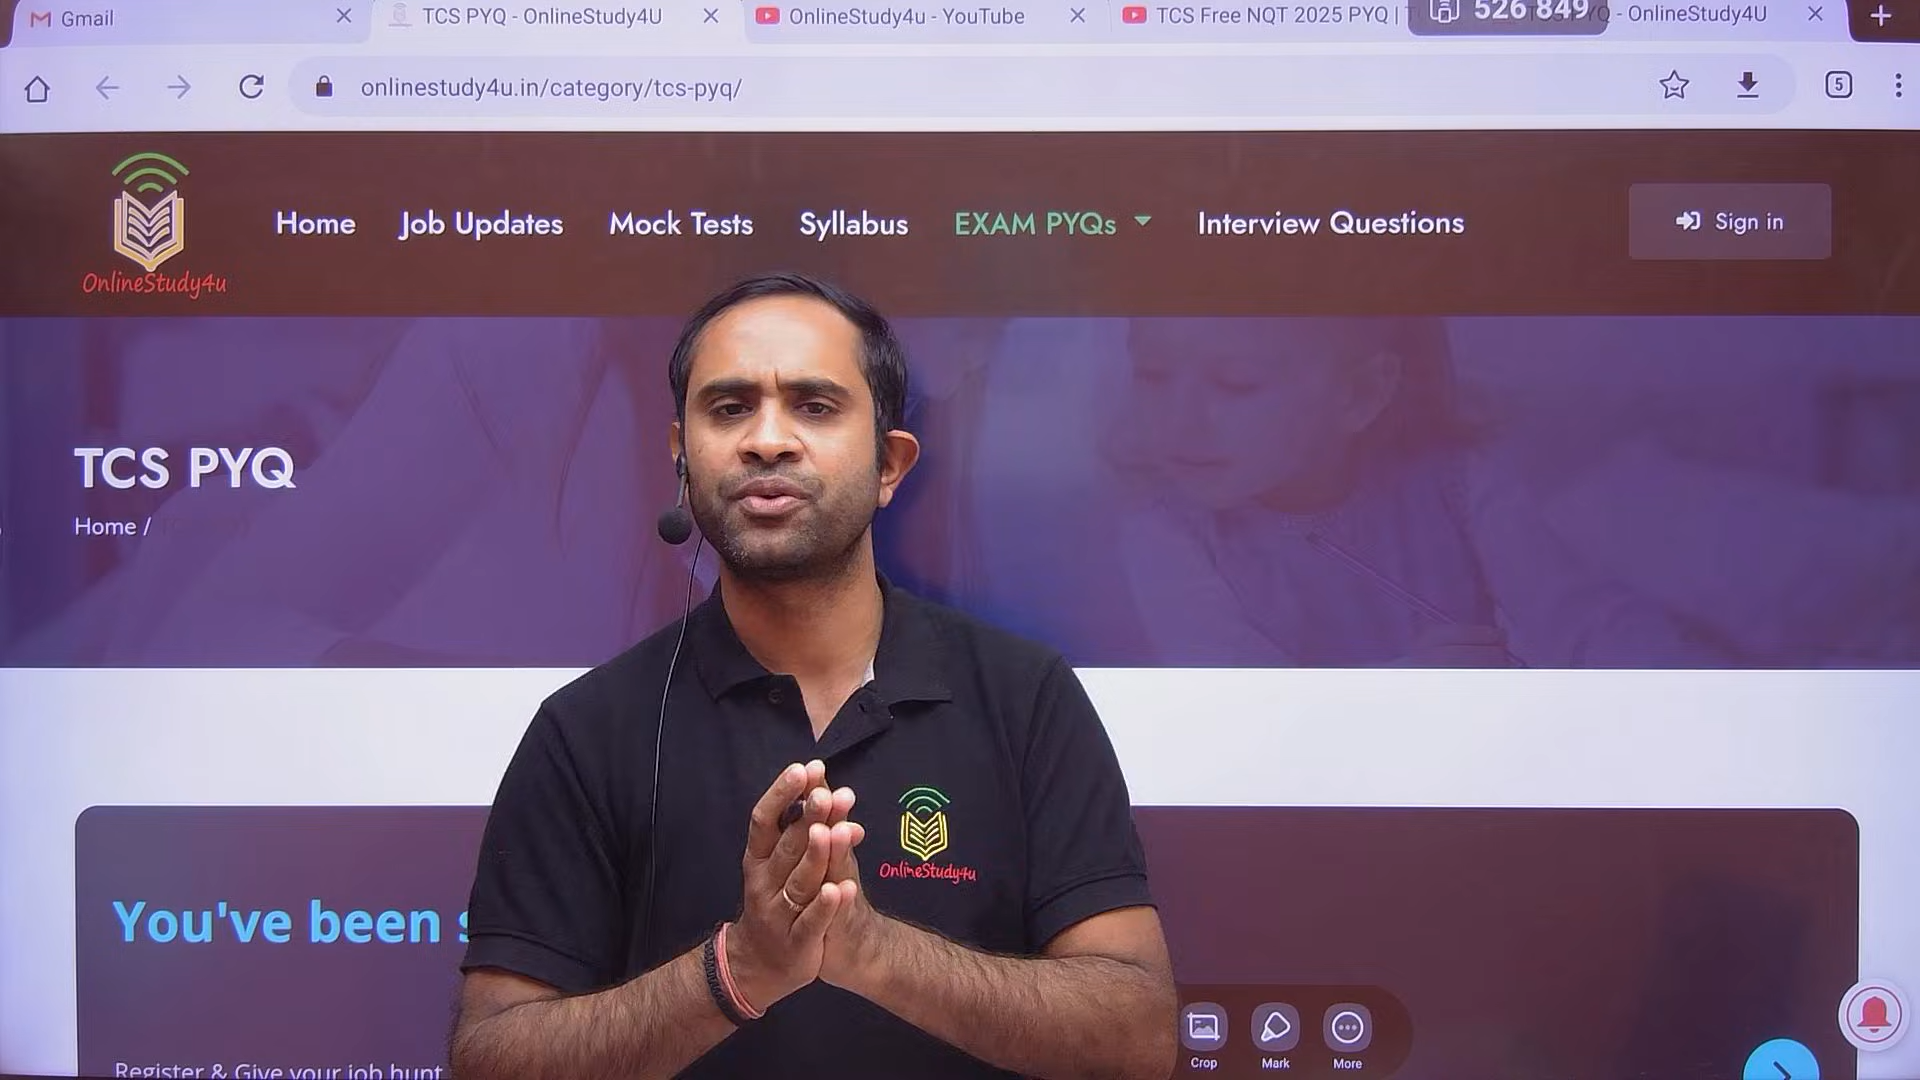 Gmail
TCS PYQ - OnlineStudy4U
OnlineStudy4u - YouTube
TCS Free NQT 2025 PYQ |
526 849
- OnlineStudy4U
onlinestudy4u.in/category/tcs-pyq/
5
OnlineStudy4u
Home
Job Updates
Mock Tests
Syllabus
EXAM PYQs
Interview Questions
Sign in
TCS PYQ
Home /
OnlineStudy4u
You've been
Register & Give your job hunt
Crop
Mark
More